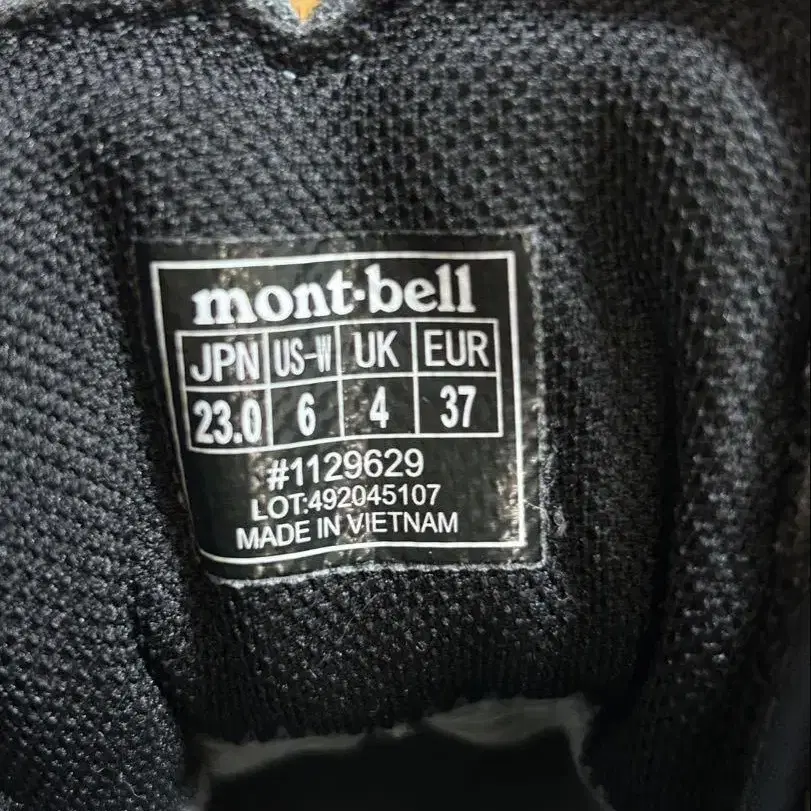 mont-bell
JPN US-W UK EUR
23.0 6 4 37
#1129629
LOT:492045107
MADE IN VIETNAM